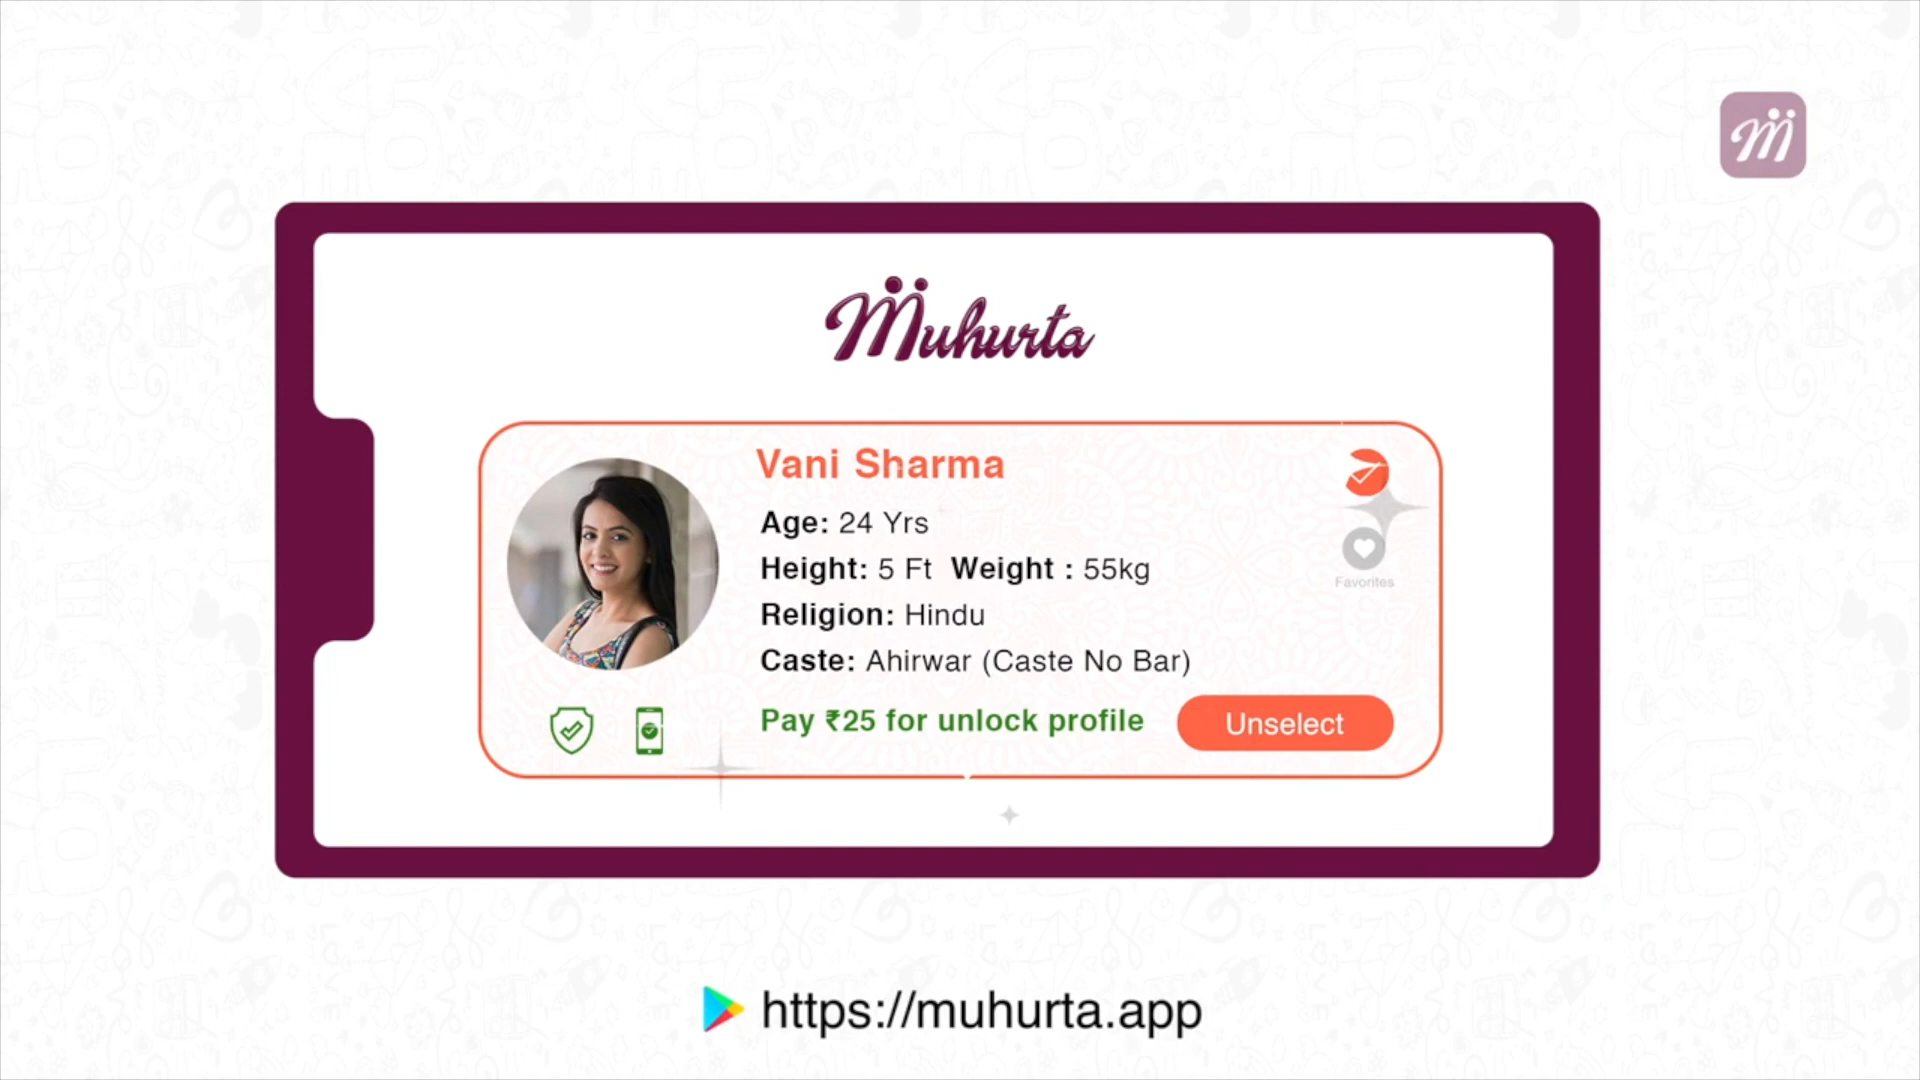 Muhurta
Vani Sharma
Age: 24 Yrs
Height: 5 Ft Weight : 55kg
Favorites
Religion: Hindu
Caste: Ahirwar (Caste No Bar)
Pay ₹25 for unlock profile
Unselect
https://muhurta.app